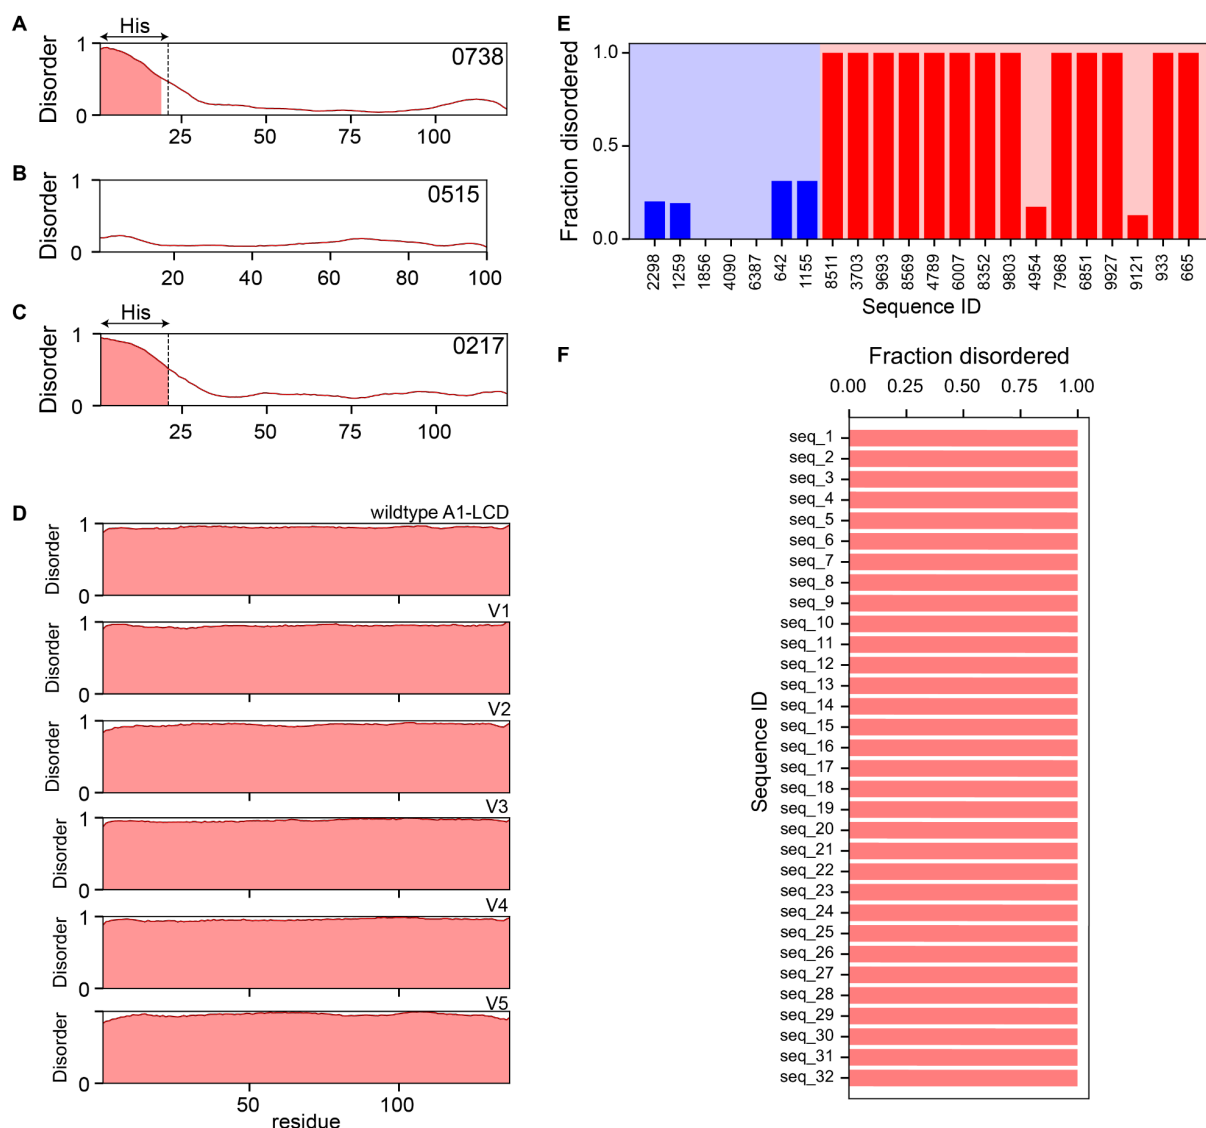 A
His
Disorder
1
0
0738
25
50
75
100
B
Disorder
1
0
0515
20
40
60
80
100
C
His
Disorder
1
0
0217
25
50
75
100
D
wildtype A1-LCD
Disorder
1
0
V1
Disorder
1
0
V2
Disorder
1
0
V3
Disorder
1
0
V4
Disorder
1
0
V5
Disorder
0
50
100
residue
E
Fraction disordered
1.0
0.5
0.0
2298
1259
1856
4090
6387
642
1155
8511
3703
9693
8569
4789
6007
8352
9803
4954
7968
6851
9927
9121
933
665
Sequence ID
F
Fraction disordered
0.00 0.25 0.50 0.75 1.00
Sequence ID
seq_1
seq_2
seq_3
seq_4
seq_5
seq_6
seq_7
seq_8
seq_9
seq_10
seq_11
seq_12
seq_13
seq_14
seq_15
seq_16
seq_17
seq_18
seq_19
seq_20
seq_21
seq_22
seq_23
seq_24
seq_25
seq_26
seq_27
seq_28
seq_29
seq_30
seq_31
seq_32